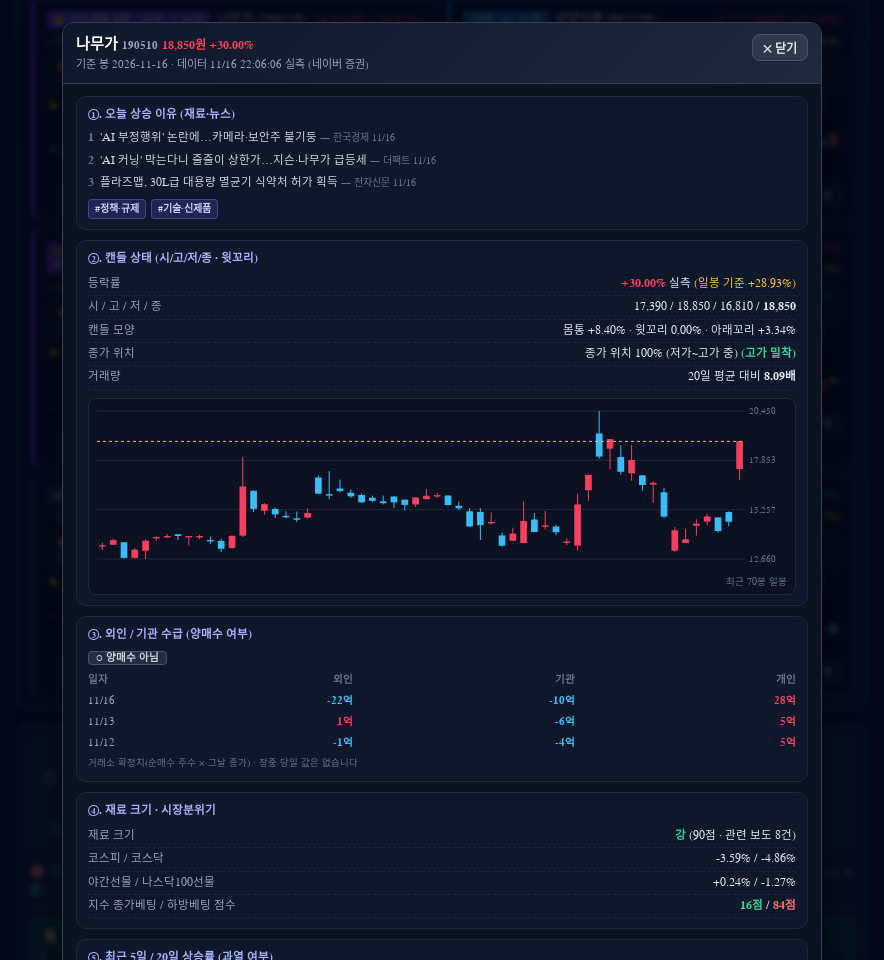 나무가 190510 18,850원 +30.00%
× 닫기
기준 봉 2026-11-16 · 데이터 11/16 22:06:06 실측 (네이버 증권)
①. 오늘 상승 이유 (재료·뉴스)
1 'AI 부정행위' 논란에…카메라·보안주 불기둥 — 한국경제 11/16
2 'AI 커닝' 막는다니 줄줄이 상한가…지슨·나무가 급등세 — 더팩트 11/16
3 플라즈맵, 30L급 대용량 멸균기 식약처 허가 획득 — 전자신문 11/16
#정책·규제 #기술·신제품
②. 캔들 상태 (시/고/저/종 · 윗꼬리)
등락률 +30.00% 실측 (일봉 기준 +28.93%)
시 / 고 / 저 / 종 17,390 / 18,850 / 16,810 / 18,850
캔들 모양 몸통 +8.40% · 윗꼬리 0.00% · 아래꼬리 +3.34%
종가 위치 종가 위치 100% (저가~고가 중) (고가 밀착)
거래량 20일 평균 대비 8.09배
20,450
17,853
15,257
12,660
최근 70봉 일봉
③. 외인 / 기관 수급 (양매수 여부)
○ 양매수 아님
일자 외인 기관 개인
11/16 -22억 -10억 28억
11/13 1억 -6억 5억
11/12 -1억 -4억 5억
거래소 확정치(순매수 주수 × 그날 종가) · 장중 당일 값은 없습니다
④. 재료 크기 · 시장분위기
재료 크기 강 (90점 · 관련 보도 8건)
코스피 / 코스닥 -3.59% / -4.86%
야간선물 / 나스닥100선물 +0.24% / -1.27%
지수 종가베팅 / 하방베팅 점수 16점 / 84점
⑤. 최근 5일 / 20일 상승률 (과열 여부)